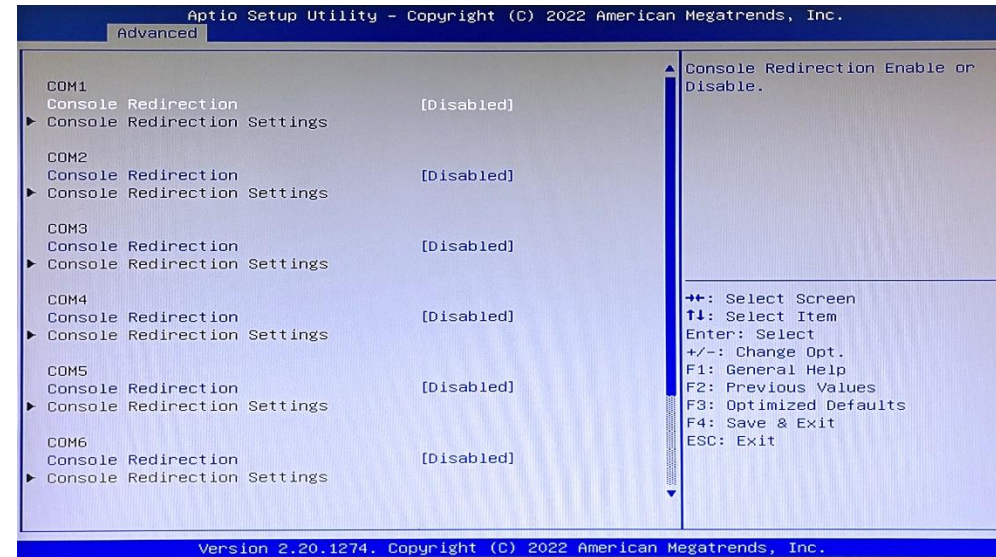 Aptio Setup Utility – Copyright (C) 2022 American Megatrends, Inc.
Advanced
COM1
Console Redirection [Disabled]
► Console Redirection Settings
COM2
Console Redirection [Disabled]
► Console Redirection Settings
COM3
Console Redirection [Disabled]
► Console Redirection Settings
COM4
Console Redirection [Disabled]
► Console Redirection Settings
COM5
Console Redirection [Disabled]
► Console Redirection Settings
COM6
Console Redirection [Disabled]
► Console Redirection Settings
Console Redirection Enable or
Disable.
→←: Select Screen
↑↓: Select Item
Enter: Select
+/-: Change Opt.
F1: General Help
F2: Previous Values
F3: Optimized Defaults
F4: Save & Exit
ESC: Exit
Version 2.20.1274. Copyright (C) 2022 American Megatrends, Inc.